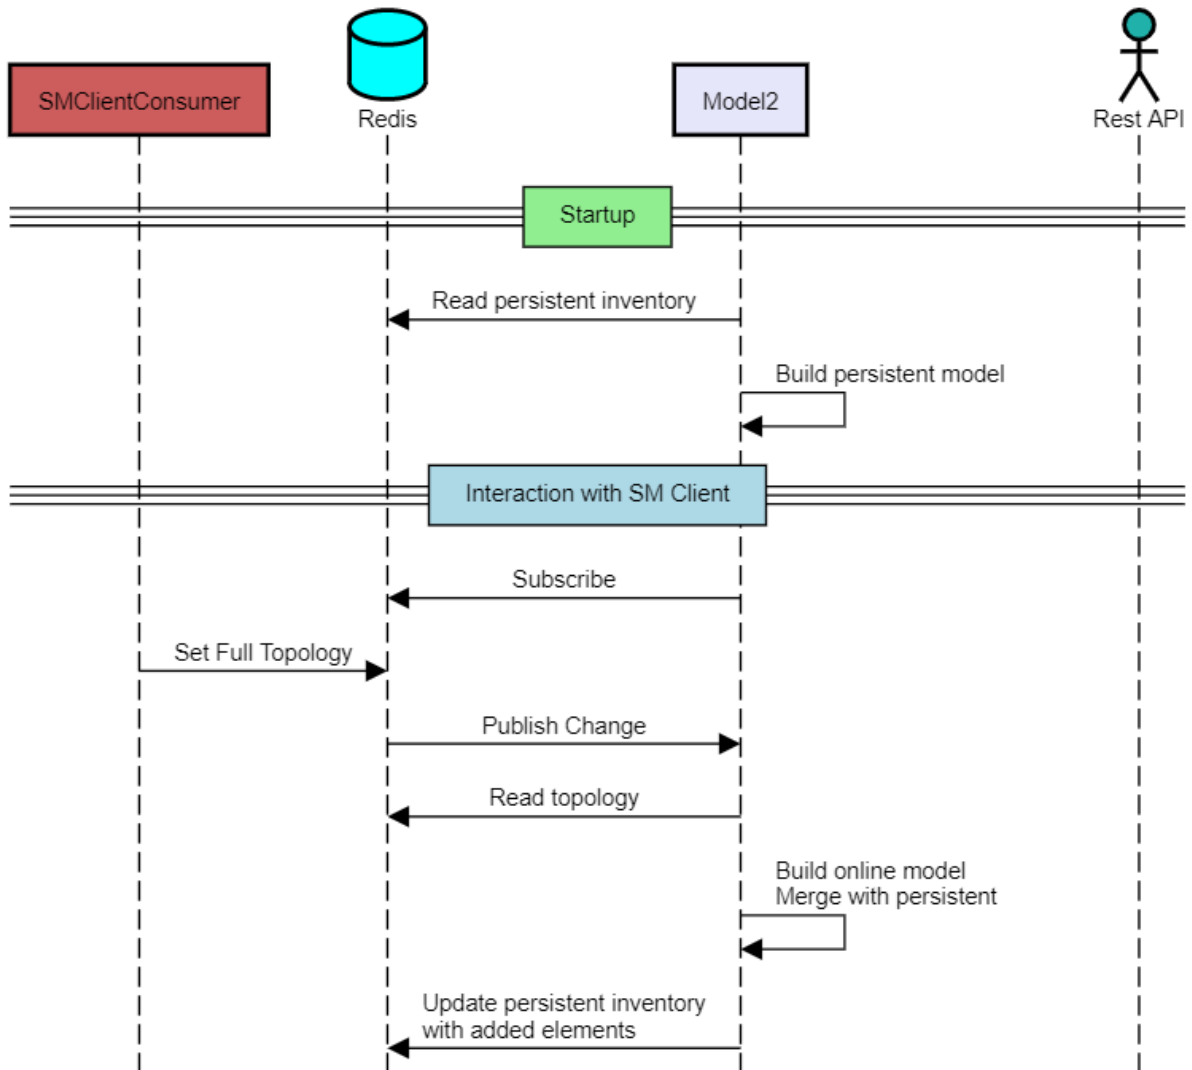 SMClientConsumer
Redis
Model2
Rest API
Startup
Read persistent inventory
Build persistent model
Interaction with SM Client
Subscribe
Set Full Topology
Publish Change
Read topology
Build online model
Merge with persistent
Update persistent inventory
with added elements